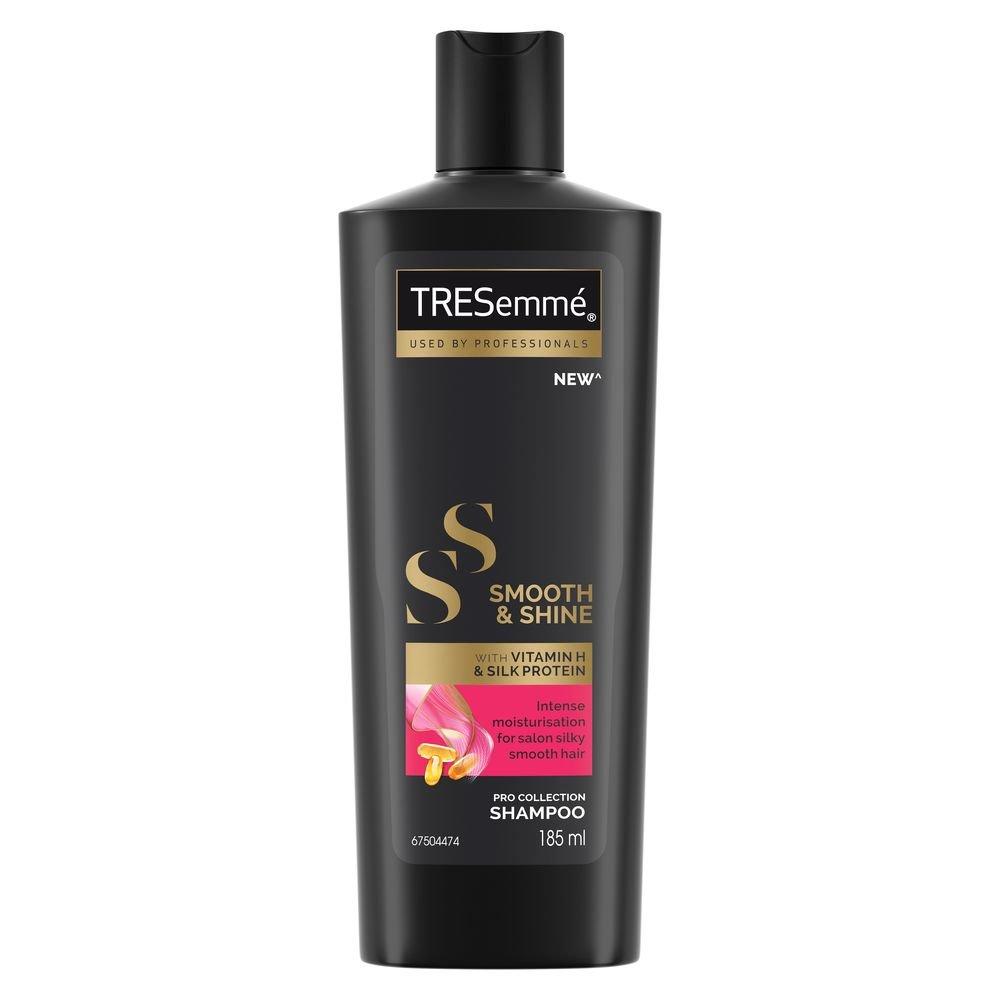 TRESemmé®
USED BY PROFESSIONALS
NEW^
SS
SMOOTH
& SHINE
WITH VITAMIN H
& SILK PROTEIN
Intense
moisturisation
for salon silky
smooth hair
PRO COLLECTION
SHAMPOO
67504474
185 ml